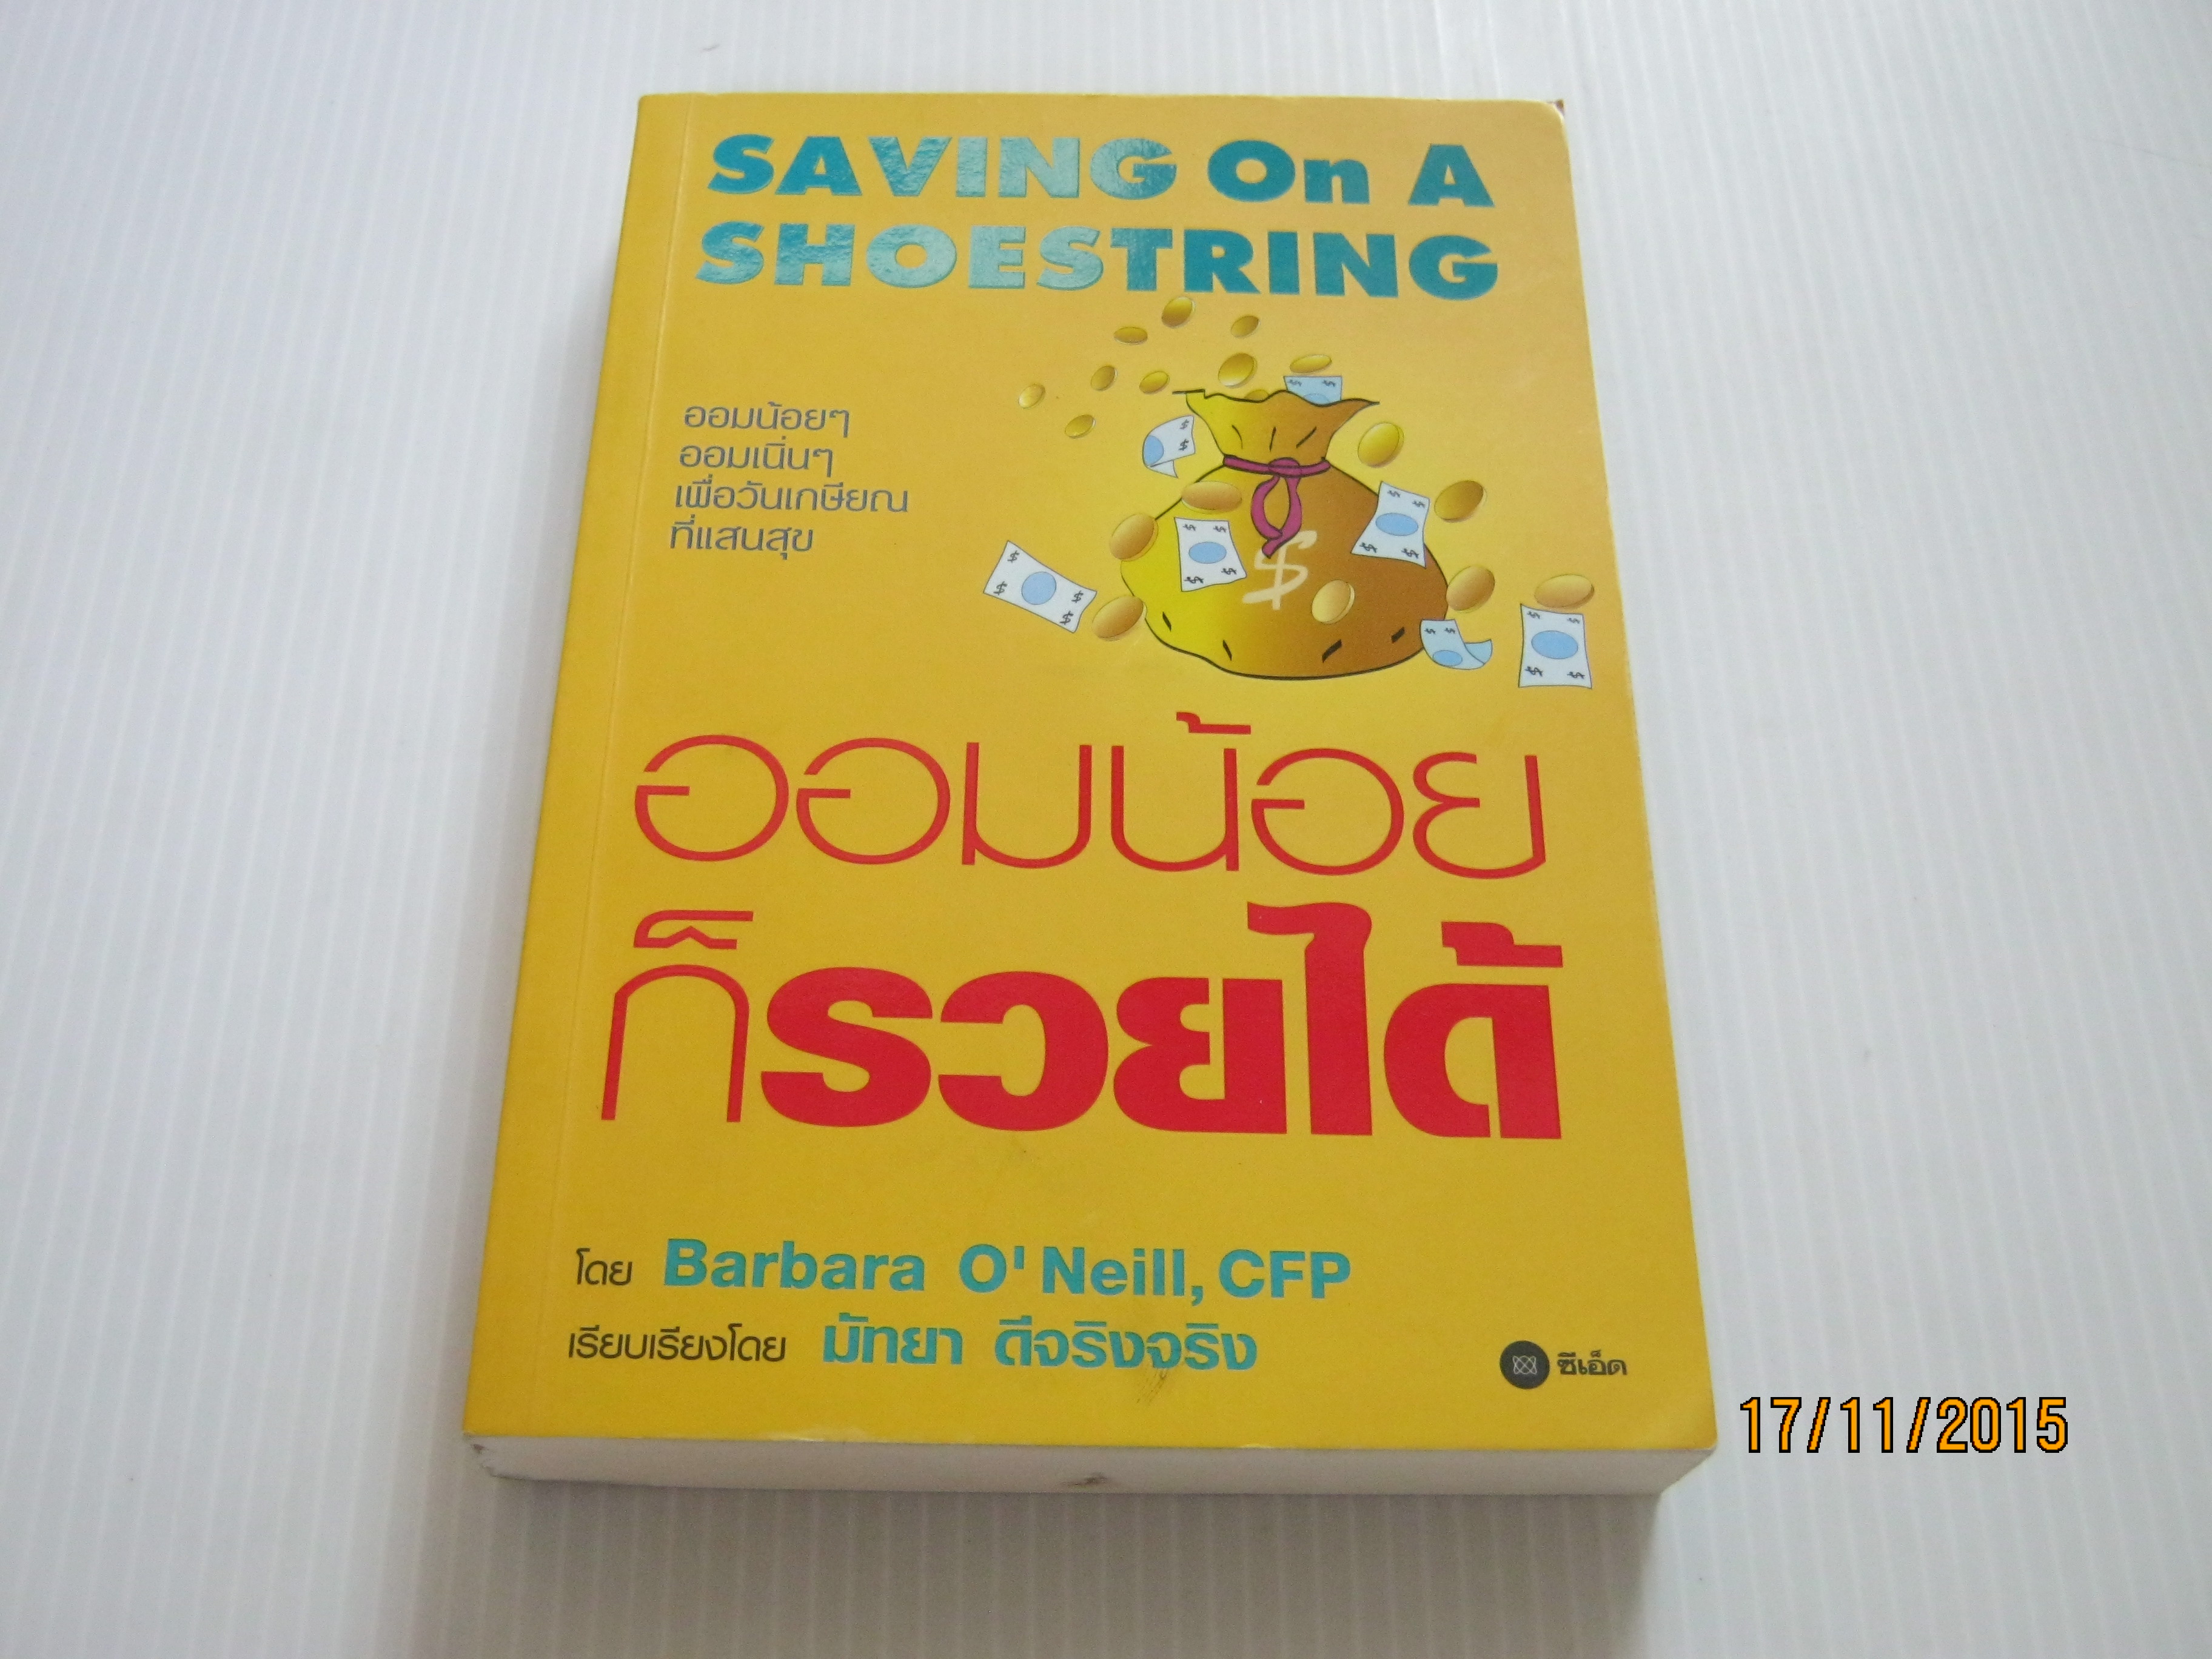 SAVING On A
SHOESTRING
ออมน้อยๆ
ออมเนิ่นๆ
เพื่อวันเกษียณ
ที่แสนสุข
$
ออมน้อย
ก็รวยได้
โดย Barbara O'Neill, CFP
เรียบเรียงโดย มัทยา ดีจริงจริง
ซีเอ็ด
17/11/2015